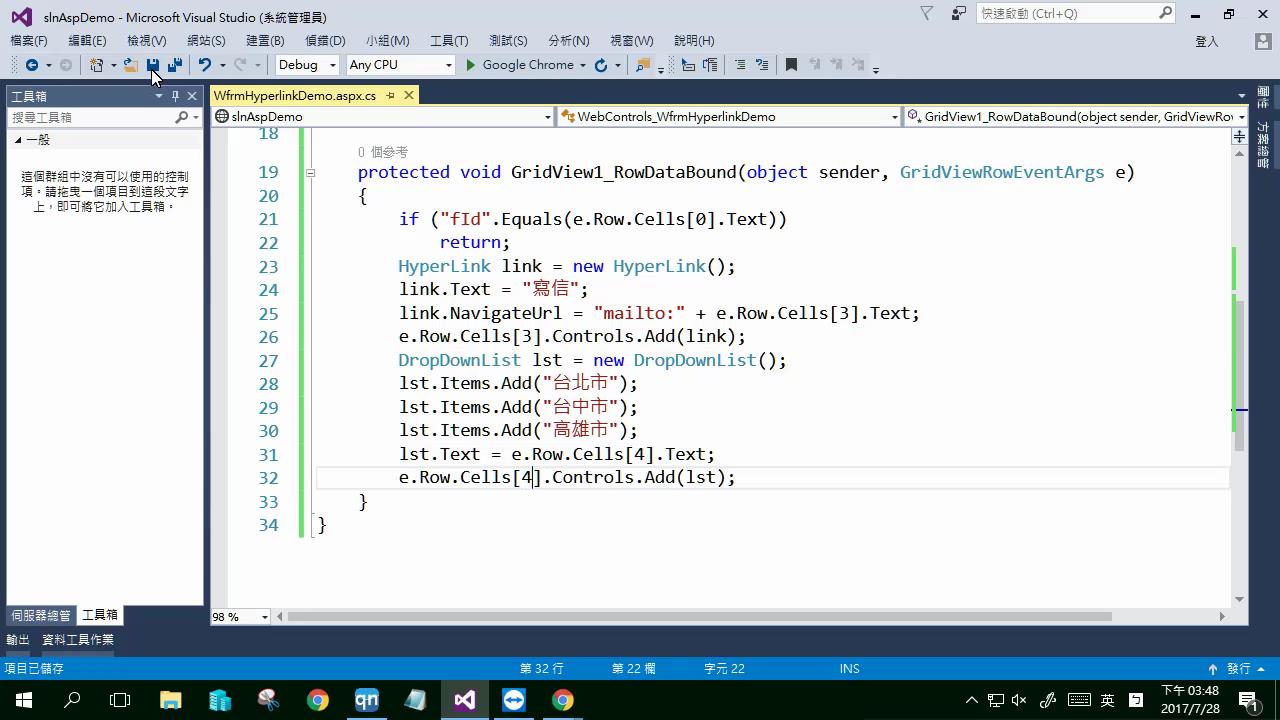 slnAspDemo - Microsoft Visual Studio (系統管理員)
快速啟動 (Ctrl+Q)
檔案(F) 編輯(E) 檢視(V) 網站(S) 建置(B) 偵錯(D) 小組(M) 工具(T) 測試(S) 分析(N) 視窗(W) 說明(H)
登入
Debug Any CPU Google Chrome
工具箱
WfrmHyperlinkDemo.aspx.cs
搜尋工具箱
slnAspDemo WebControls_WfrmHyperlinkDemo GridView1_RowDataBound(object sender, GridViewRow
一般
這個群組中沒有可以使用的控制
項。請拖曳一個項目到這段文字
上，即可將它加入工具箱。
屬性
方案總管
18
0 個參考
19 protected void GridView1_RowDataBound(object sender, GridViewRowEventArgs e)
20 {
21 if ("fId".Equals(e.Row.Cells[0].Text))
22 return;
23 HyperLink link = new HyperLink();
24 link.Text = "寫信";
25 link.NavigateUrl = "mailto:" + e.Row.Cells[3].Text;
26 e.Row.Cells[3].Controls.Add(link);
27 DropDownList lst = new DropDownList();
28 lst.Items.Add("台北市");
29 lst.Items.Add("台中市");
30 lst.Items.Add("高雄市");
31 lst.Text = e.Row.Cells[4].Text;
32 e.Row.Cells[4].Controls.Add(lst);
33 }
34 }
伺服器總管 工具箱
98 %
輸出 資料工具作業
項目已儲存 第 32 行 第 22 欄 字元 22 INS 發行
qn
英
下午 03:48
2017/7/28
1